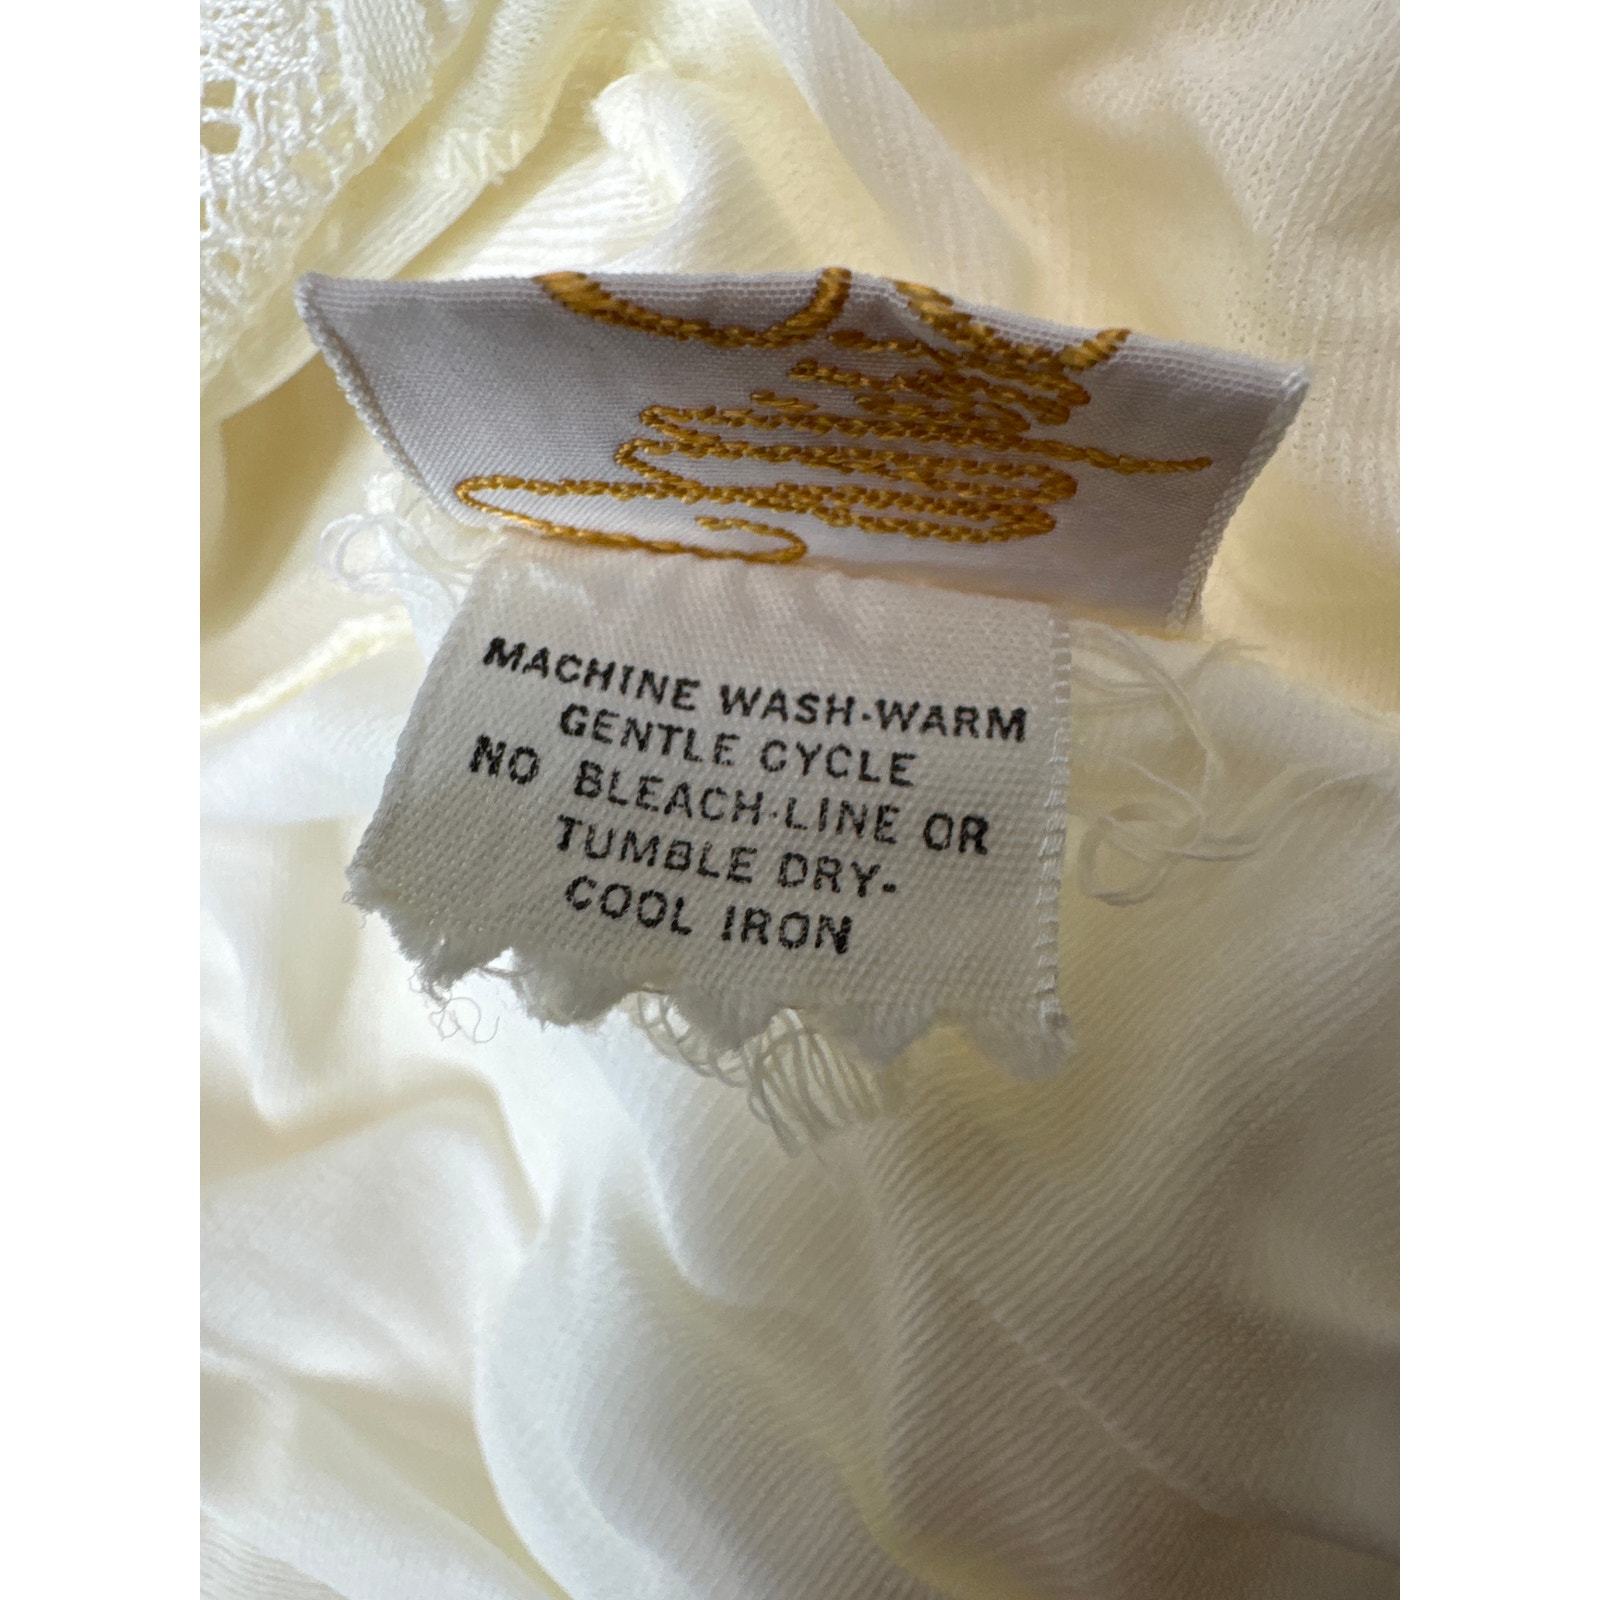 MACHINE WASH-WARM
GENTLE CYCLE
NO BLEACH-LINE OR
TUMBLE DRY-
COOL IRON